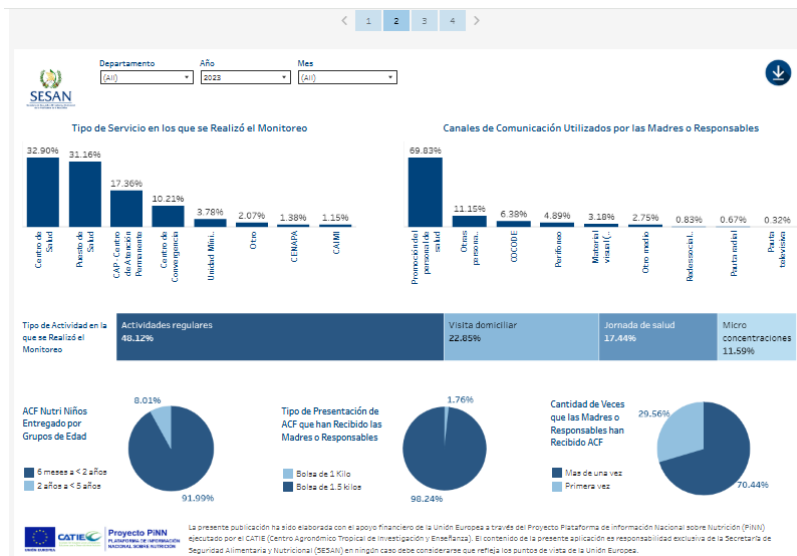 1 2 3 4
Departamento Año Mes
(All) 2023 (All)
SESAN
Tipo de Servicio en los que se Realizó el Monitoreo
32.90% 31.16% 17.36% 10.21% 3.78% 2.07% 1.38% 1.15%
Centro de Salud
Puesto de Salud
CAP - Centro de Atención Permanente
Centro de Convergencia
Unidad Mini..
Otro
CENAPA
CAIMI
Canales de Comunicación Utilizados por las Madres o Responsables
69.83% 11.15% 6.38% 4.89% 3.18% 2.75% 0.83% 0.67% 0.32%
Promoción del personal de salud
Otras persona..
COCODE
Perifoneo
Material visual (..
Otro medio
Redes social..
Pauta radial
Pauta televisiva
Tipo de Actividad en la
que se Realizó el
Monitoreo
Actividades regulares
48.12%
Visita domiciliar
22.85%
Jornada de salud
17.44%
Micro
concentraciones
11.59%
ACF Nutri Niños
Entregado por
Grupos de Edad
6 meses a < 2 años
2 años a < 5 años
8.01%
91.99%
Tipo de Presentación de
ACF que han Recibido las
Madres o Responsables
Bolsa de 1 Kilo
Bolsa de 1.5 kilos
1.76%
98.24%
Cantidad de Veces
que las Madres o
Responsables han
Recibido ACF
Mas de una vez
Primera vez
29.56%
70.44%
UNIÓN EUROPEA
CATIE
Proyecto PiNN
PLATAFORMA DE INFORMACIÓN
NACIONAL SOBRE NUTRICIÓN
La presente publicación ha sido elaborada con el apoyo financiero de la Unión Europea a través del Proyecto Plataforma de información Nacional sobre Nutrición (PiNN)
ejecutado por el CATIE (Centro Agronómico Tropical de Investigación y Enseñanza). El contenido de la presente aplicación es responsabilidad exclusiva de la Secretaría de
Seguridad Alimentaria y Nutricional (SESAN) en ningún caso debe considerarse que refleja los puntos de vista de la Unión Europea.